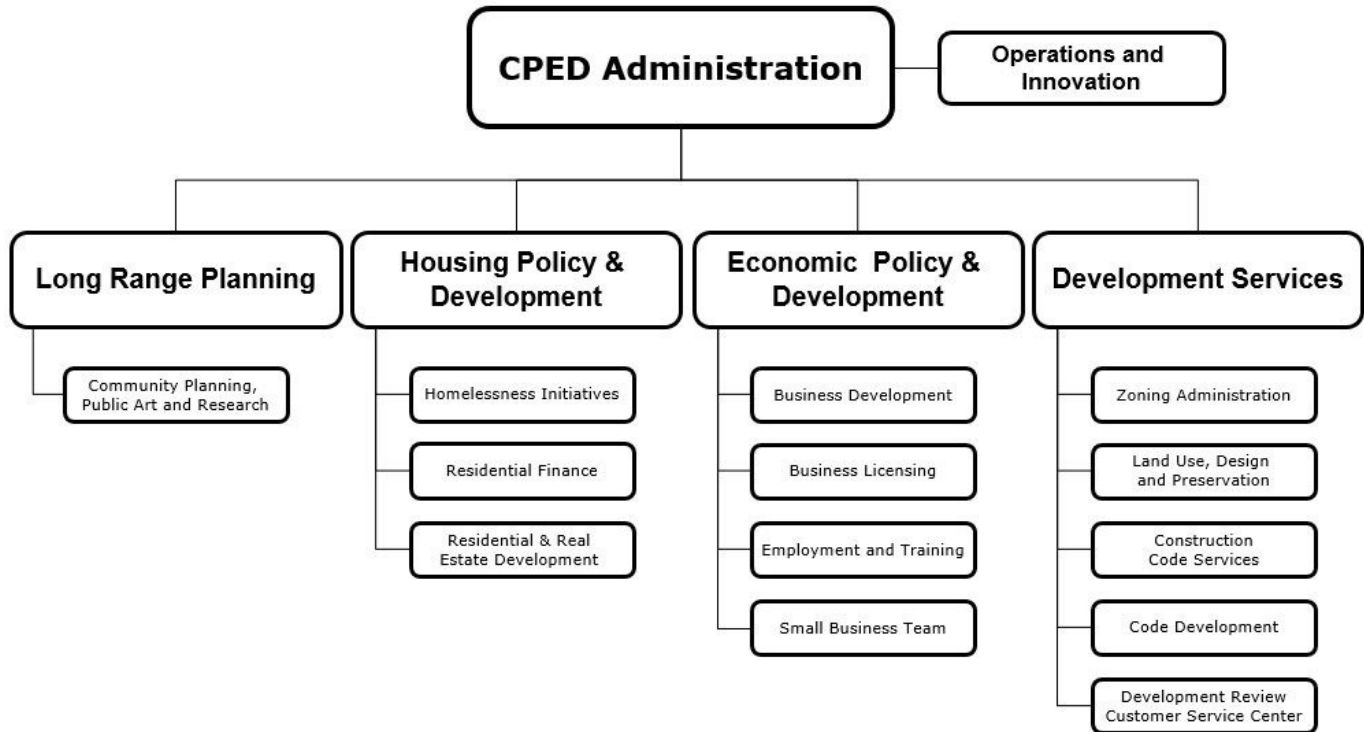 CPED Administration
Operations and
Innovation
Long Range Planning
Housing Policy &
Development
Economic Policy &
Development
Development Services
Community Planning,
Public Art and Research
Homelessness Initiatives
Residential Finance
Residential & Real
Estate Development
Business Development
Business Licensing
Employment and Training
Small Business Team
Zoning Administration
Land Use, Design
and Preservation
Construction
Code Services
Code Development
Development Review
Customer Service Center